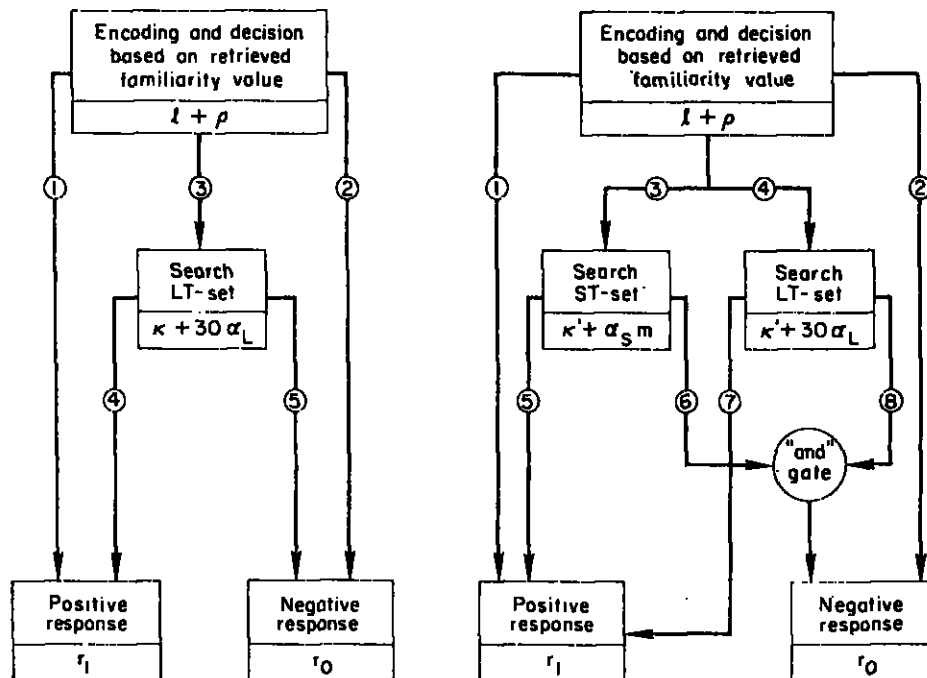 Encoding and decision
based on retrieved
familiarity value
ℓ + ρ
① ③ ②
Search
LT-set
κ + 30 α_L
④ ⑤
Positive
response
r_1
Negative
response
r_0
Encoding and decision
based on retrieved
familiarity value
ℓ + ρ
① ③ ④ ②
Search
ST-set
κ' + α_S m
Search
LT-set
κ' + 30 α_L
⑤ ⑥ ⑦ ⑧
"and"
gate
Positive
response
r_1
Negative
response
r_0